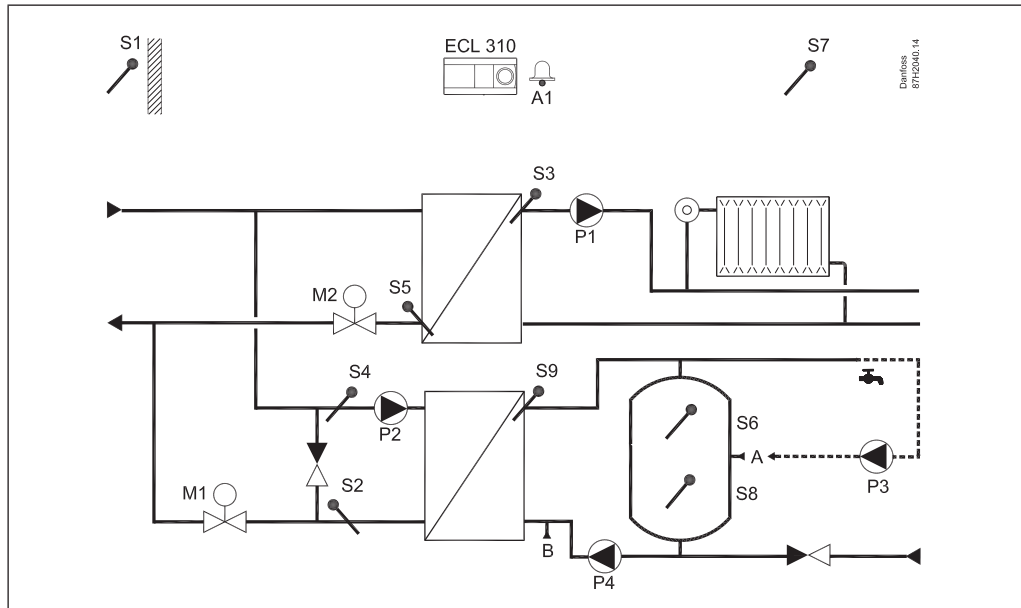 S1
ECL 310
A1
S7
Danfoss
87H2040.14
S3
P1
M2
S5
S4
P2
S9
S6
A
S8
P3
M1
S2
B
P4